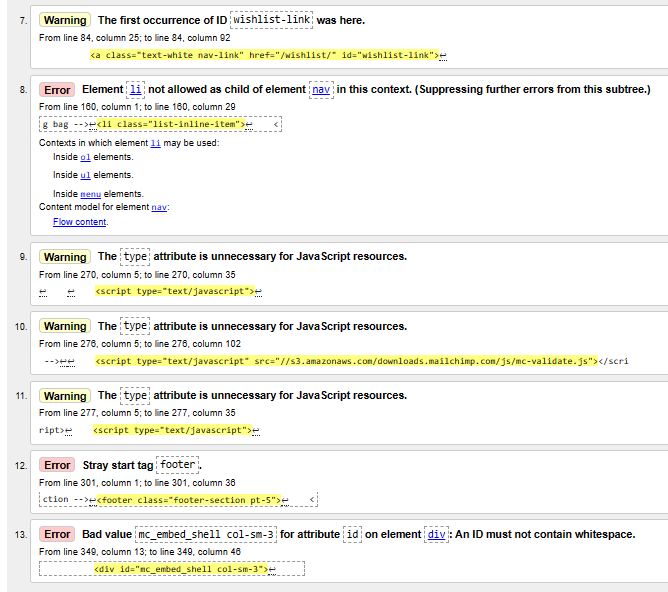 7. Warning The first occurrence of ID wishlist-link was here.
From line 84, column 25; to line 84, column 92
<a class="text-white nav-link" href="/wishlist/" id="wishlist-link">↩
8. Error Element li not allowed as child of element nav in this context. (Suppressing further errors from this subtree.)
From line 160, column 1; to line 160, column 29
g bag -->↩<li class="list-inline-item">↩ <
Contexts in which element li may be used:
Inside ol elements.
Inside ul elements.
Inside menu elements.
Content model for element nav:
Flow content.
9. Warning The type attribute is unnecessary for JavaScript resources.
From line 270, column 5; to line 270, column 35
↩ ↩ <script type="text/javascript">↩
10. Warning The type attribute is unnecessary for JavaScript resources.
From line 276, column 5; to line 276, column 102
-->↩↩ <script type="text/javascript" src="//s3.amazonaws.com/downloads.mailchimp.com/js/mc-validate.js"></scri
11. Warning The type attribute is unnecessary for JavaScript resources.
From line 277, column 5; to line 277, column 35
ript>↩ <script type="text/javascript">↩
12. Error Stray start tag footer.
From line 301, column 1; to line 301, column 36
ction -->↩<footer class="footer-section pt-5">↩ <
13. Error Bad value mc_embed_shell col-sm-3 for attribute id on element div: An ID must not contain whitespace.
From line 349, column 13; to line 349, column 46
<div id="mc_embed_shell col-sm-3">↩